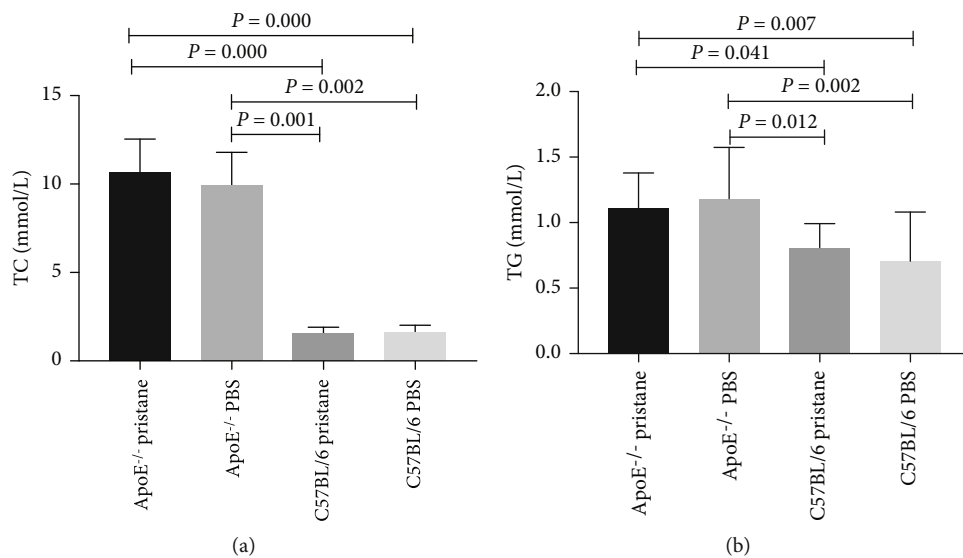 P = 0.000
P = 0.000
P = 0.002
P = 0.001
TC (mmol/L)
15
10
5
0
ApoE-/- pristane
ApoE-/- PBS
C57BL/6 pristane
C57BL/6 PBS
(a)
P = 0.007
P = 0.041
P = 0.002
P = 0.012
TG (mmol/L)
2.0
1.5
1.0
0.5
0.0
ApoE-/- pristane
ApoE-/- PBS
C57BL/6 pristane
C57BL/6 PBS
(b)